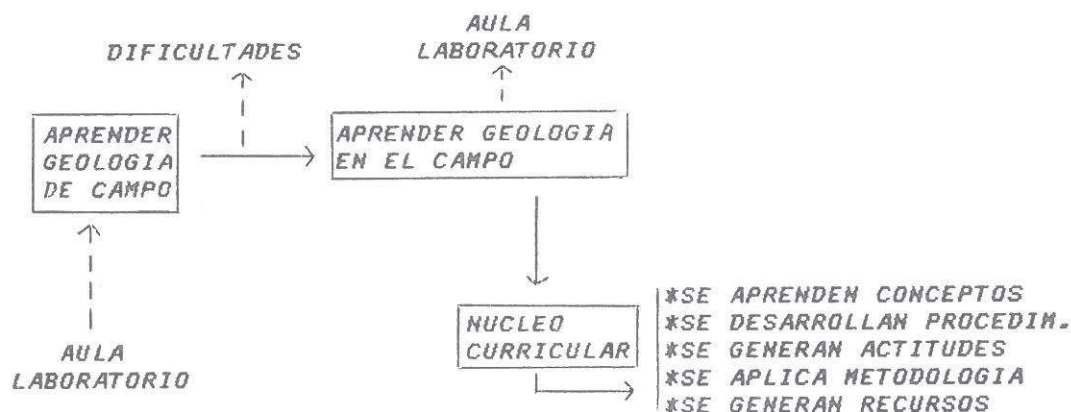 AULA
LABORATORIO
DIFICULTADES
APRENDER
GEOLOGIA
DE CAMPO
APRENDER GEOLOGIA
EN EL CAMPO
NUCLEO
CURRICULAR
*SE APRENDEN CONCEPTOS
*SE DESARROLLAN PROCEDIM.
*SE GENERAN ACTITUDES
*SE APLICA METODOLOGIA
*SE GENERAN RECURSOS
AULA
LABORATORIO